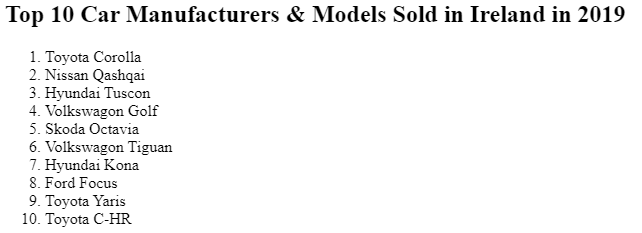 Top 10 Car Manufacturers & Models Sold in Ireland in 2019
1. Toyota Corolla
2. Nissan Qashqai
3. Hyundai Tuscon
4. Volkswagon Golf
5. Skoda Octavia
6. Volkswagon Tiguan
7. Hyundai Kona
8. Ford Focus
9. Toyota Yaris
10. Toyota C-HR